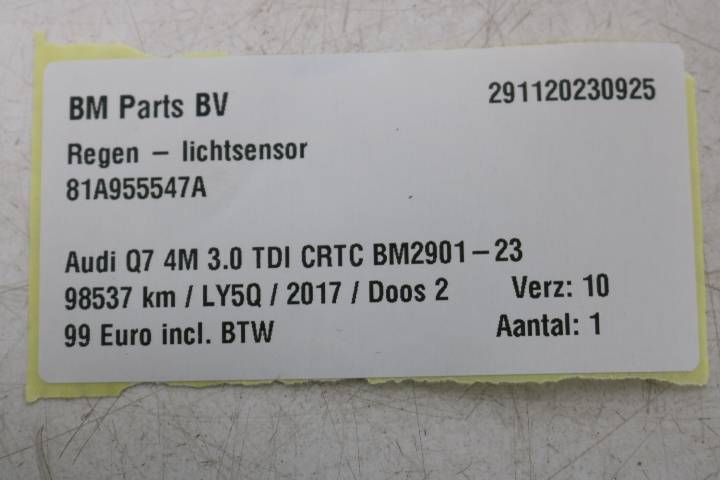 BM Parts BV 291120230925
Regen – lichtsensor
81A955547A
Audi Q7 4M 3.0 TDI CRTC BM2901–23
98537 km / LY5Q / 2017 / Doos 2 Verz: 10
99 Euro incl. BTW Aantal: 1